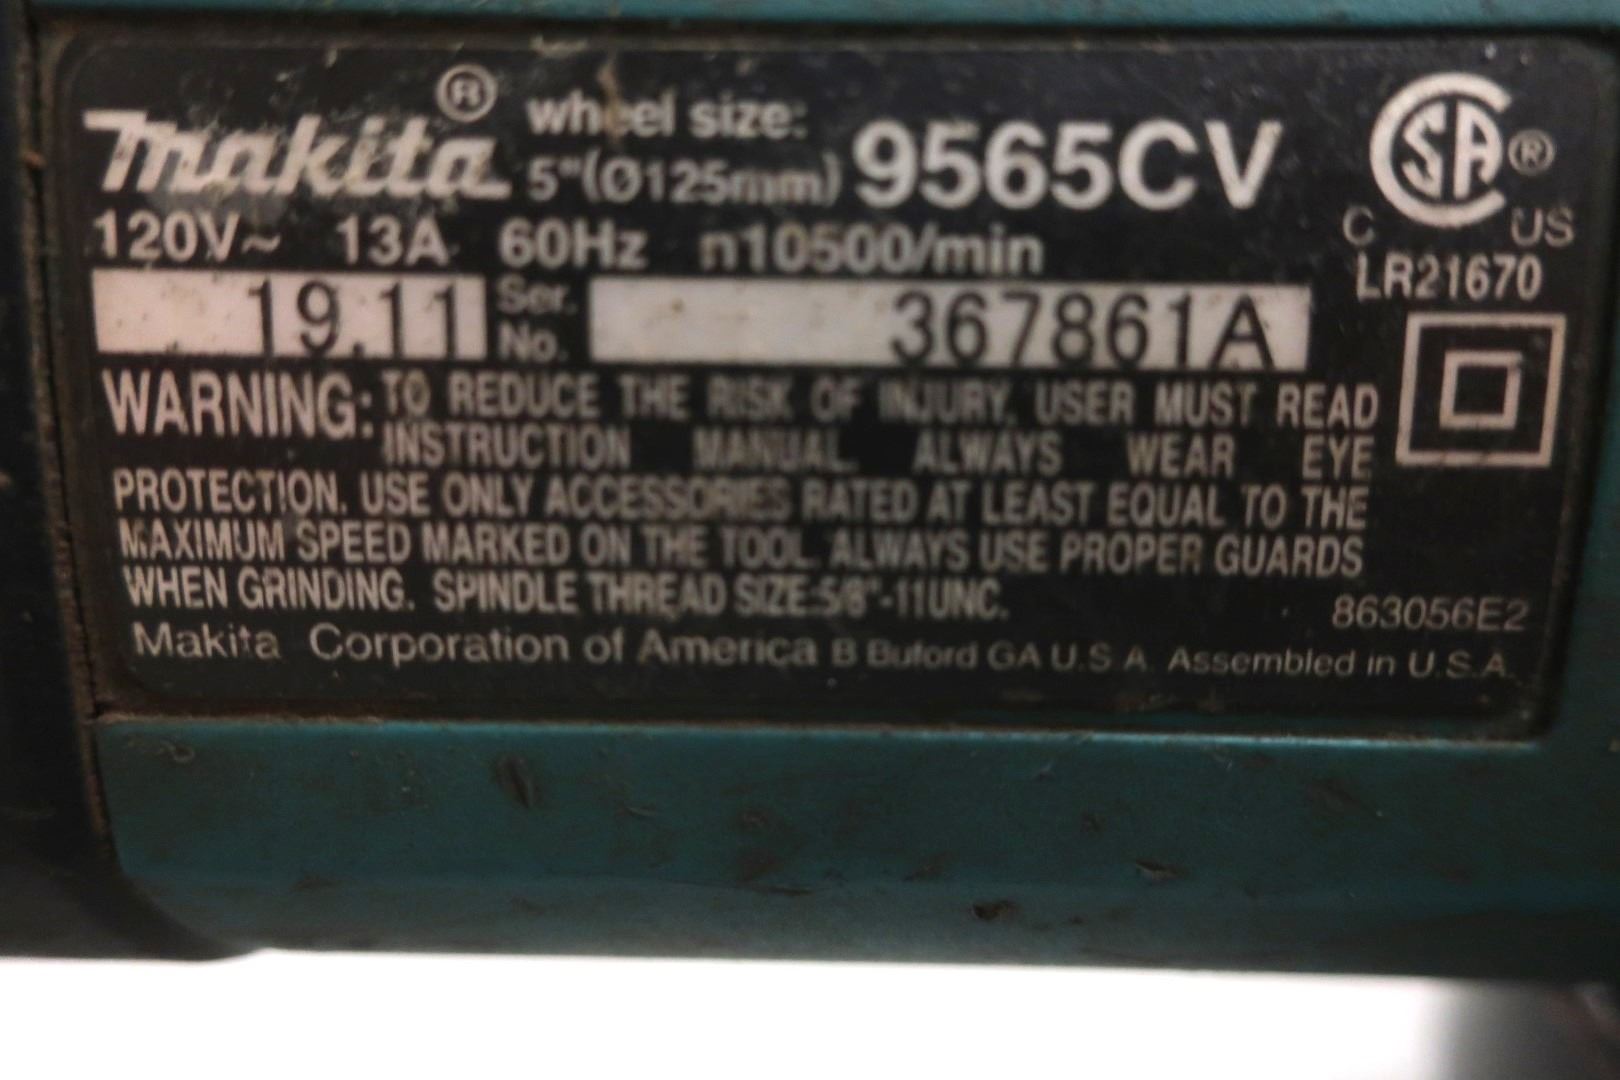 makita® wheel size:
5"(Ø125mm) 9565CV
CSA®
C US
120V~ 13A 60Hz n10500/min
LR21670
19.11 Ser. No. 367861A
WARNING: TO REDUCE THE RISK OF INJURY, USER MUST READ
INSTRUCTION MANUAL. ALWAYS WEAR EYE
PROTECTION. USE ONLY ACCESSORIES RATED AT LEAST EQUAL TO THE
MAXIMUM SPEED MARKED ON THE TOOL. ALWAYS USE PROPER GUARDS
WHEN GRINDING. SPINDLE THREAD SIZE:5/8"-11UNC.
863056E2
Makita Corporation of America B Buford GA U.S.A. Assembled in U.S.A.